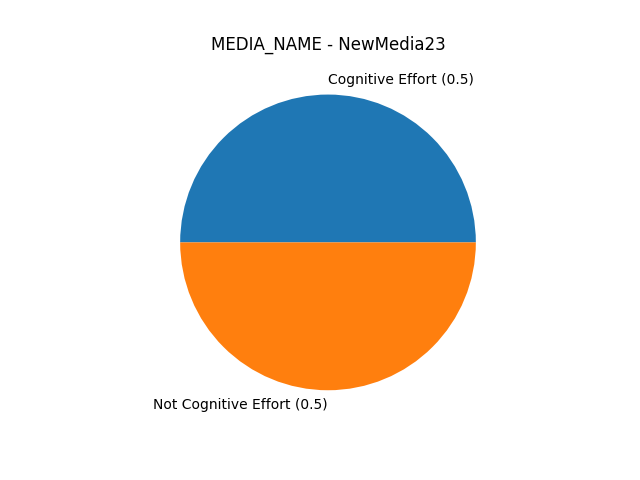 MEDIA_NAME - NewMedia23
Cognitive Effort (0.5)
Not Cognitive Effort (0.5)